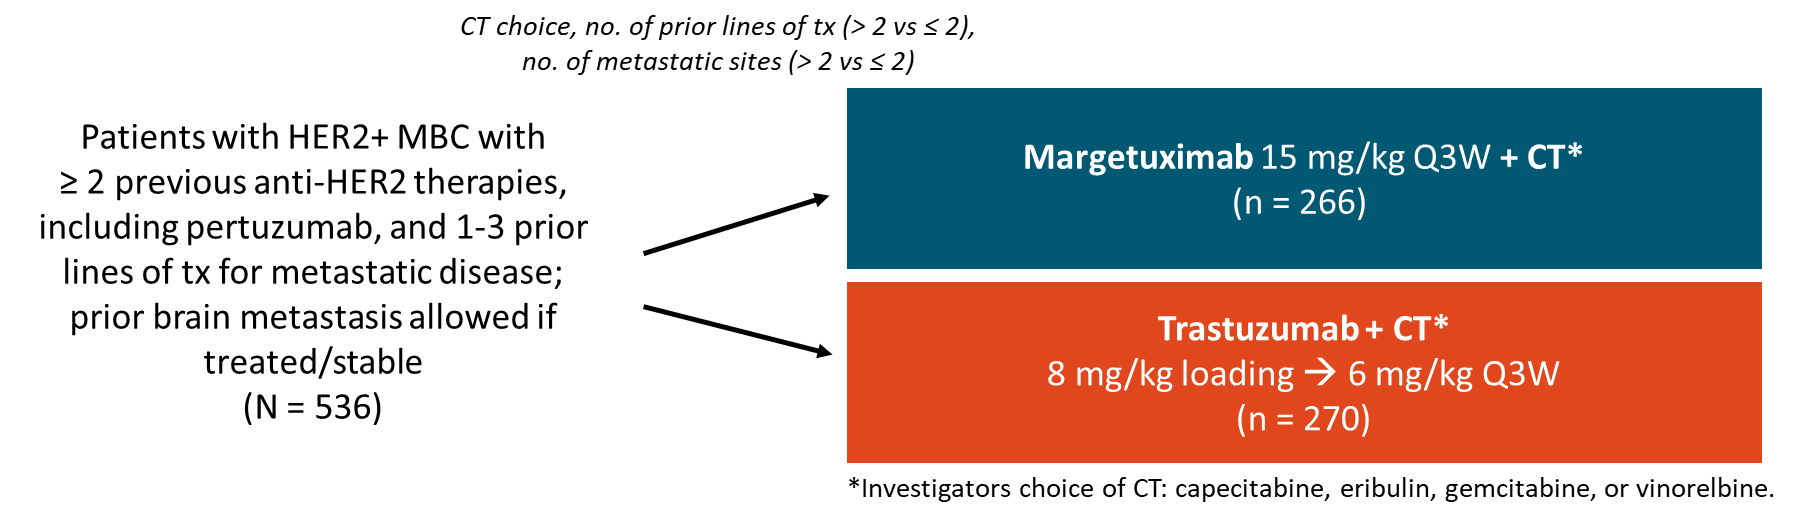 CT choice, no. of prior lines of tx (> 2 vs ≤ 2),
no. of metastatic sites (> 2 vs ≤ 2)
Patients with HER2+ MBC with
≥ 2 previous anti-HER2 therapies,
including pertuzumab, and 1-3 prior
lines of tx for metastatic disease;
prior brain metastasis allowed if
treated/stable
(N = 536)
Margetuximab 15 mg/kg Q3W + CT*
(n = 266)
Trastuzumab + CT*
8 mg/kg loading → 6 mg/kg Q3W
(n = 270)
*Investigators choice of CT: capecitabine, eribulin, gemcitabine, or vinorelbine.